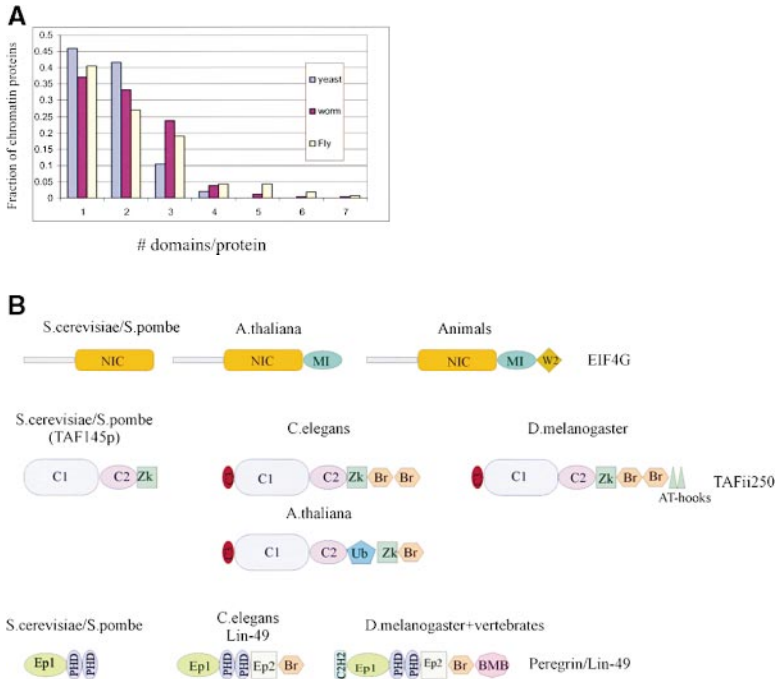 A
Fraction of chromatin proteins
0.5
0.45
0.4
0.35
0.3
0.25
0.2
0.15
0.1
0.05
0
yeast
worm
Fly
1 2 3 4 5 6 7
# domains/protein
B
S.cerevisiae/S.pombe A.thaliana Animals
NIC NIC MI NIC MI W2 EIF4G
S.cerevisiae/S.pombe
(TAF145p)
C.elegans D.melanogaster
C1 C2 Zk C1 C2 Zk Br Br C1 C2 Zk Br Br
AT-hooks
TAFii250
A.thaliana
C1 C2 Ub Zk Br
S.cerevisiae/S.pombe C.elegans
Lin-49
D.melanogaster+vertebrates
Ep1 PHD PHD Ep1 PHD PHD Ep2 Br C2H2 Ep1 PHD PHD Ep2 Br BMB Peregrin/Lin-49